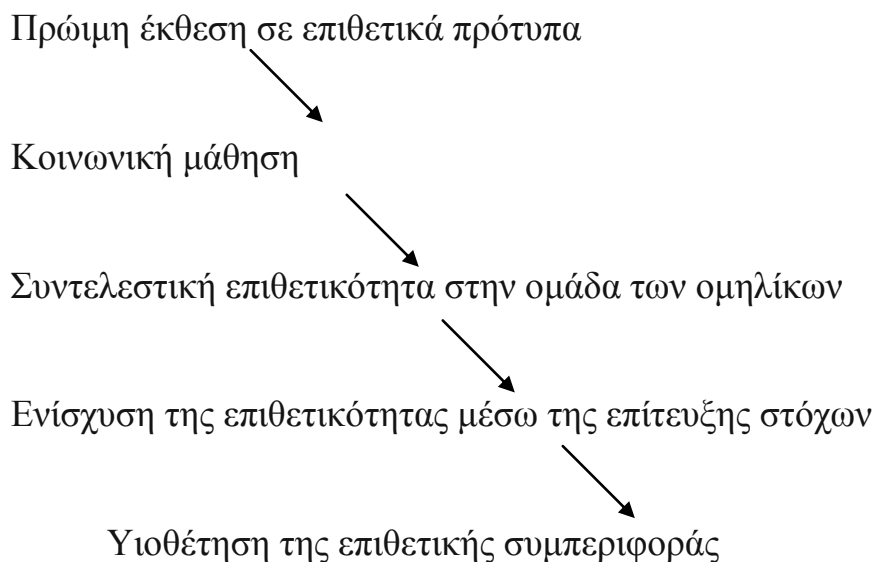 Πρώιμη έκθεση σε επιθετικά πρότυπα
Κοινωνική μάθηση
Συντελεστική επιθετικότητα στην ομάδα των ομηλίκων
Ενίσχυση της επιθετικότητας μέσω της επίτευξης στόχων
Υιοθέτηση της επιθετικής συμπεριφοράς